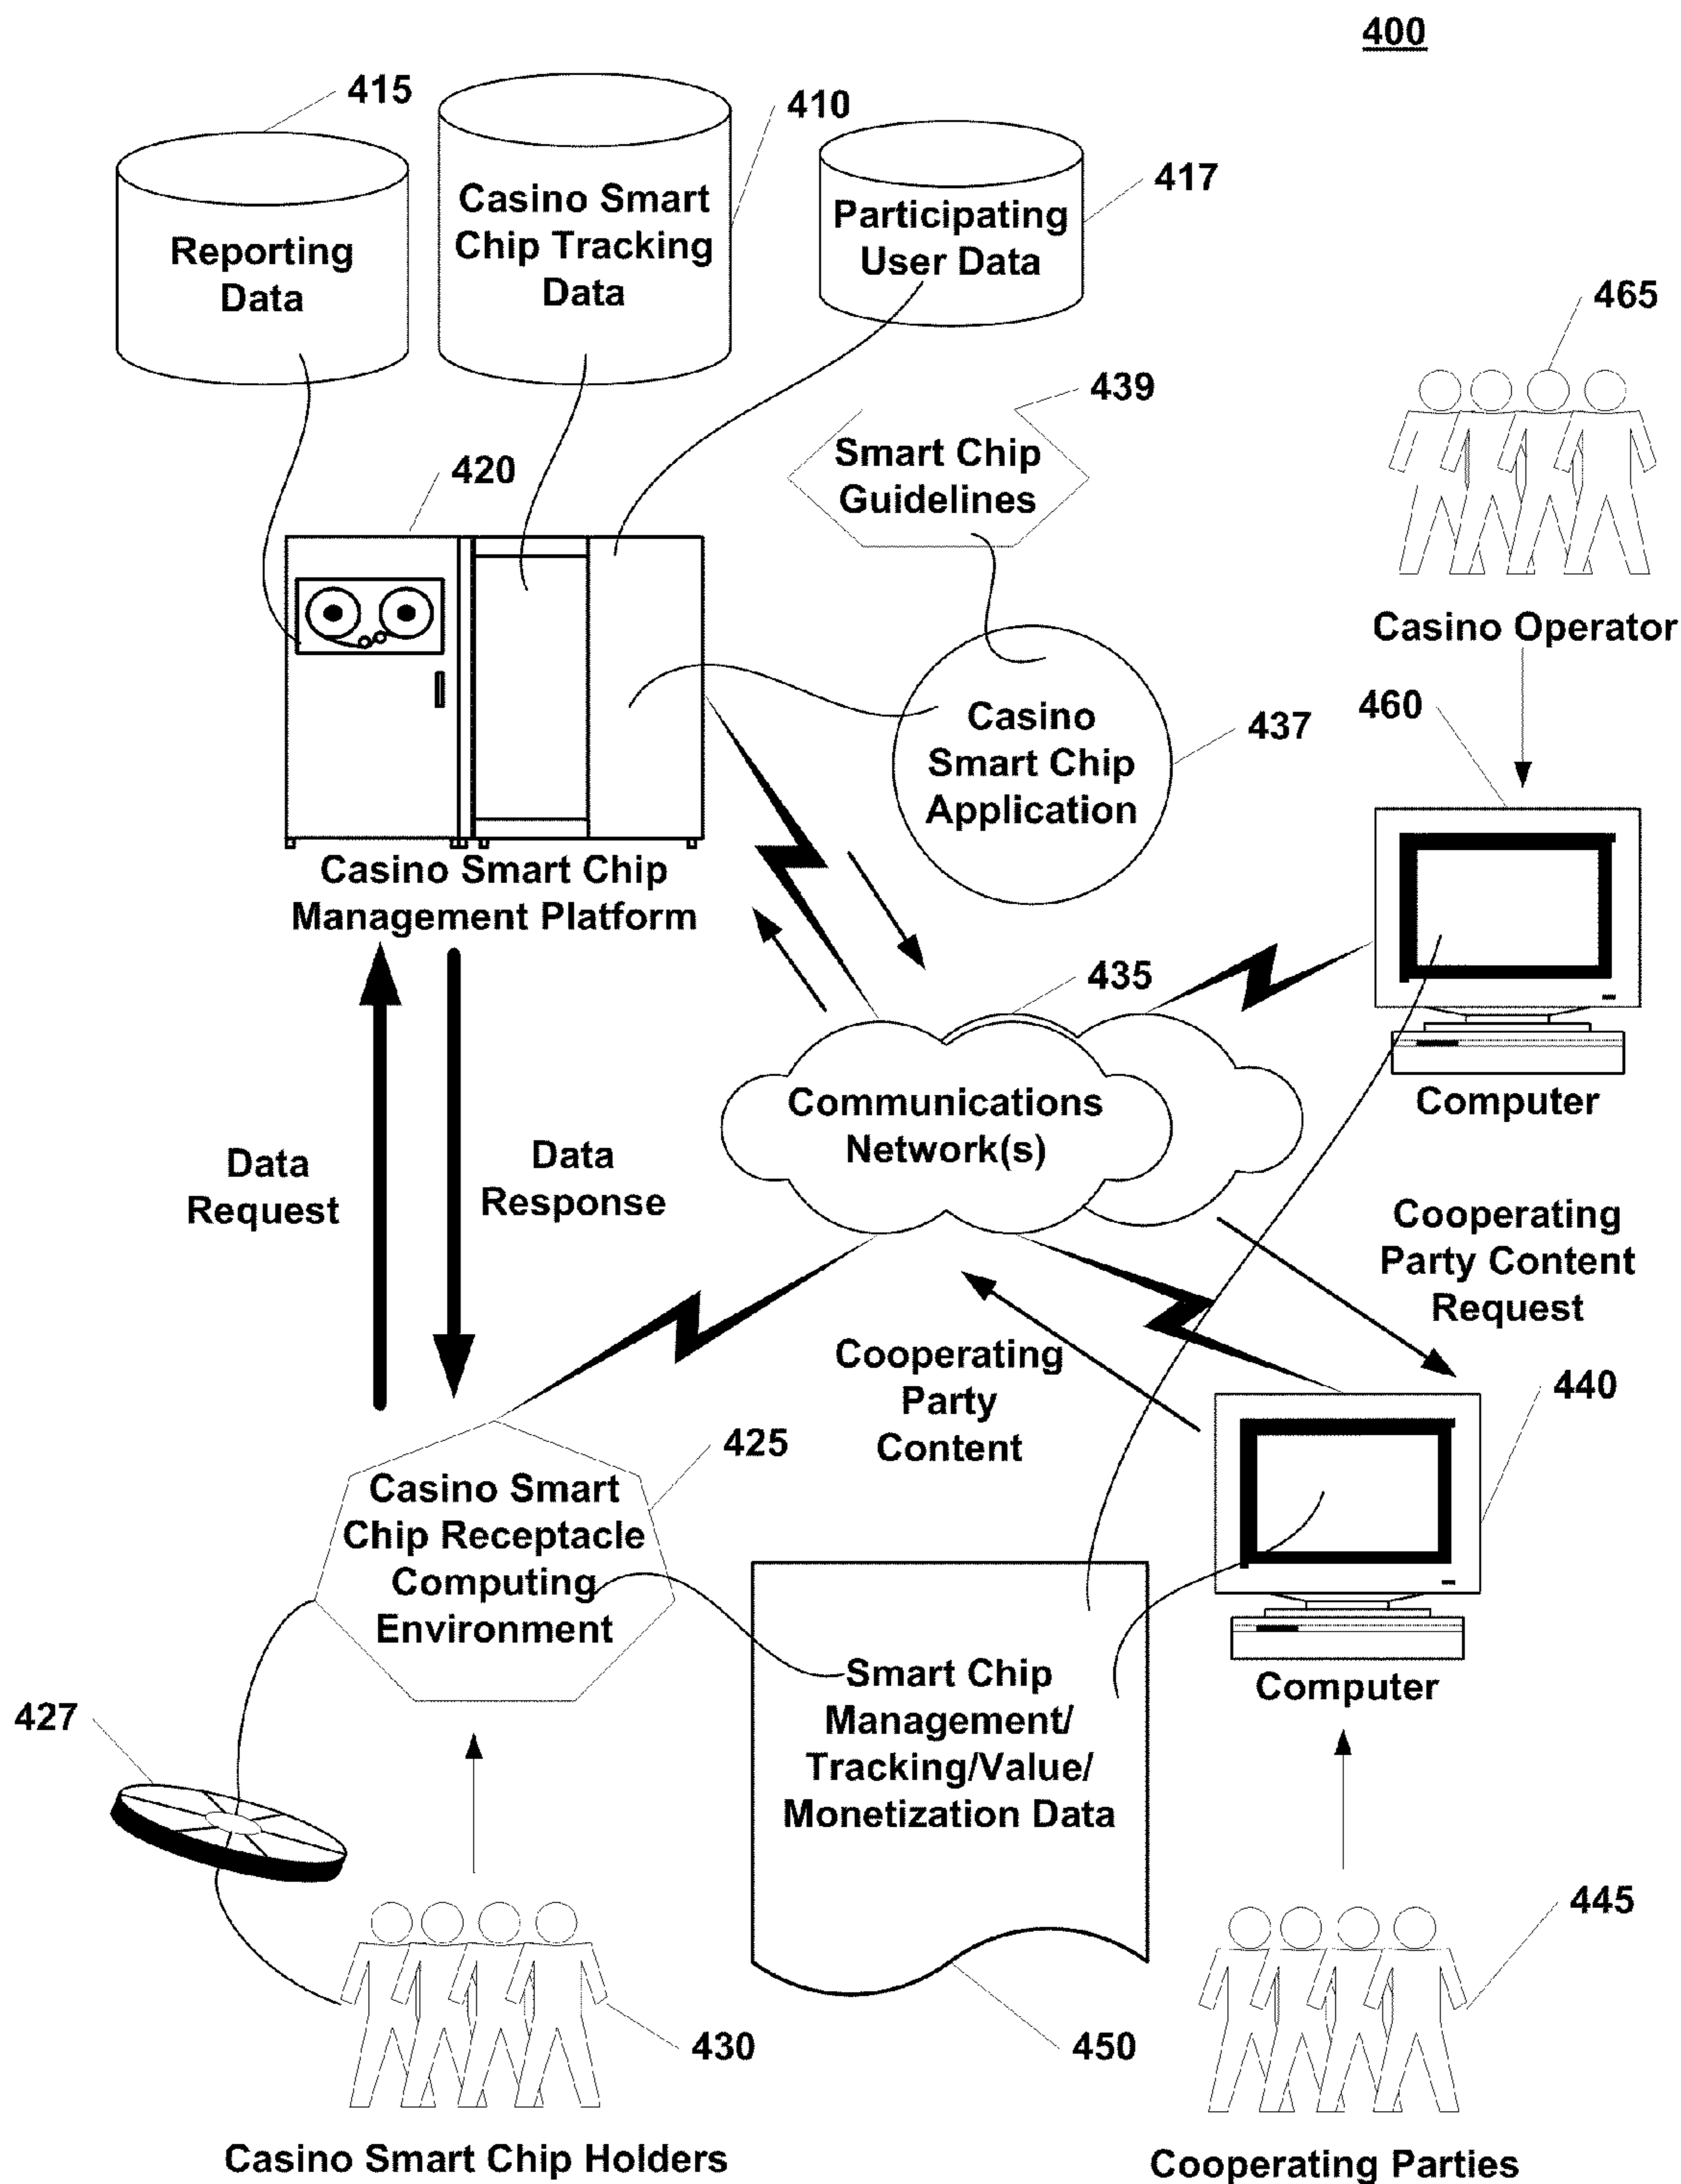 400
415
410
417
Reporting
Data
Casino Smart
Chip Tracking
Data
Participating
User Data
465
439
Smart Chip
Guidelines
420
Casino Operator
Casino
Smart Chip
Application
437
460
Casino Smart Chip
Management Platform
435
Communications
Network(s)
Computer
Data
Request
Data
Response
Cooperating
Party Content
Request
Cooperating
Party
Content
440
425
Casino Smart
Chip Receptacle
Computing
Environment
Smart Chip
Management/
Tracking/Value/
Monetization Data
Computer
427
445
430
450
Casino Smart Chip Holders
Cooperating Parties